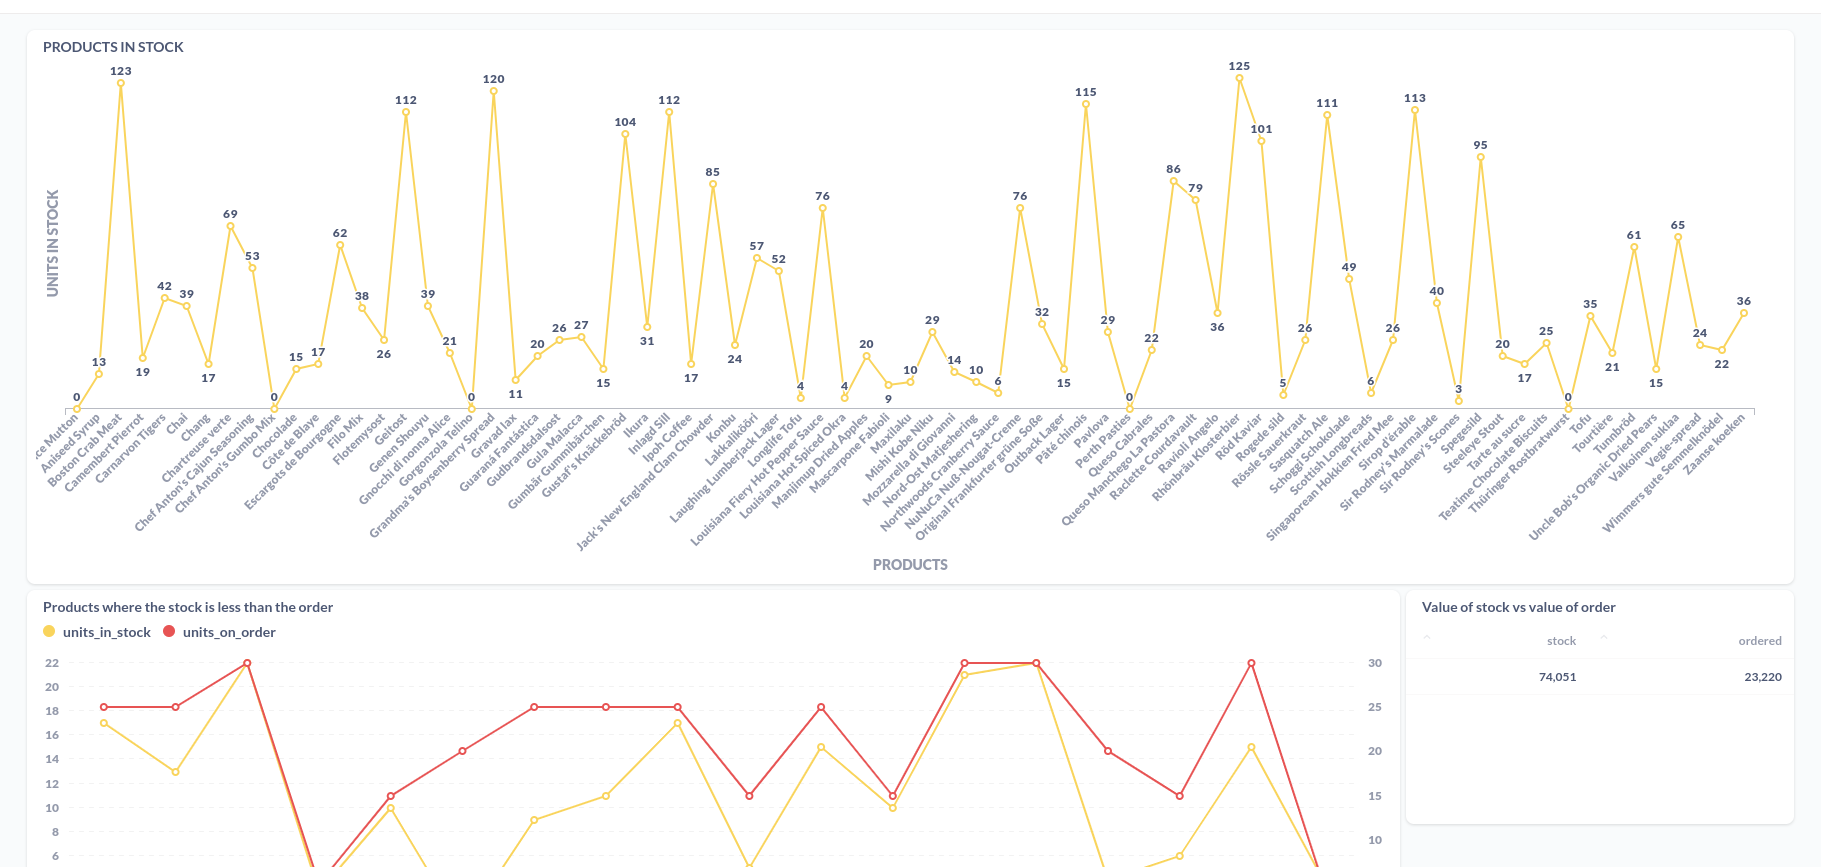 PRODUCTS IN STOCK
UNITS IN STOCK
0
13
123
19
42
39
17
69
53
0
15
17
62
38
26
112
39
21
0
120
11
20
26
27
15
104
31
112
17
85
24
57
52
4
76
4
20
9
10
29
14
10
6
76
32
15
115
29
0
22
86
79
36
125
101
5
26
111
49
6
26
113
40
3
95
20
17
25
0
35
21
61
15
65
24
22
36
ce Mutton
Aniseed Syrup
Boston Crab Meat
Camembert Pierrot
Carnarvon Tigers
Chai
Chang
Chartreuse verte
Chef Anton's Cajun Seasoning
Chef Anton's Gumbo Mix
Chocolade
Côte de Blaye
Escargots de Bourgogne
Filo Mix
Flotemysost
Geitost
Genen Shouyu
Gnocchi di nonna Alice
Gorgonzola Telino
Grandma's Boysenberry Spread
Gravad lax
Guaraná Fantástica
Gudbrandsdalsost
Gula Malacca
Gumbär Gummibärchen
Gustaf's Knäckebröd
Ikura
Inlagd Sill
Ipoh Coffee
Jack's New England Clam Chowder
Konbu
Lakkalikööri
Laughing Lumberjack Lager
Longlife Tofu
Louisiana Fiery Hot Pepper Sauce
Louisiana Hot Spiced Okra
Manjimup Dried Apples
Mascarpone Fabioli
Maxilaku
Mishi Kobe Niku
Mozzarella di Giovanni
Nord-Ost Matjeshering
Northwoods Cranberry Sauce
NuNuCa Nuß-Nougat-Creme
Original Frankfurter grüne Soße
Outback Lager
Pâté chinois
Pavlova
Perth Pasties
Queso Cabrales
Queso Manchego La Pastora
Raclette Courdavault
Ravioli Angelo
Rhönbräu Klosterbier
Röd Kaviar
Rogede sild
Rössle Sauerkraut
Sasquatch Ale
Schoggi Schokolade
Scottish Longbreads
Singaporean Hokkien Fried Mee
Sirop d'érable
Sir Rodney's Marmalade
Sir Rodney's Scones
Spegesild
Steeleye Stout
Tarte au sucre
Teatime Chocolate Biscuits
Thüringer Rostbratwurst
Tofu
Tourtière
Tunnbröd
Uncle Bob's Organic Dried Pears
Valkoinen suklaa
Vegie-spread
Wimmers gute Semmelknödel
Zaanse koeken
PRODUCTS
Products where the stock is less than the order
units_in_stock units_on_order
22
20
18
16
14
12
10
8
6
30
25
20
15
10
Value of stock vs value of order
stock ordered
74,051 23,220